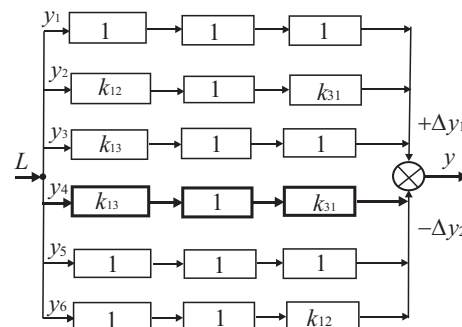 y1 1 1 1
y2 k12 1 k31
y3 k13 1 1
+Δy1
L y
y4 k13 1 k31
−Δy2
y5 1 1 1
y6 1 1 k12